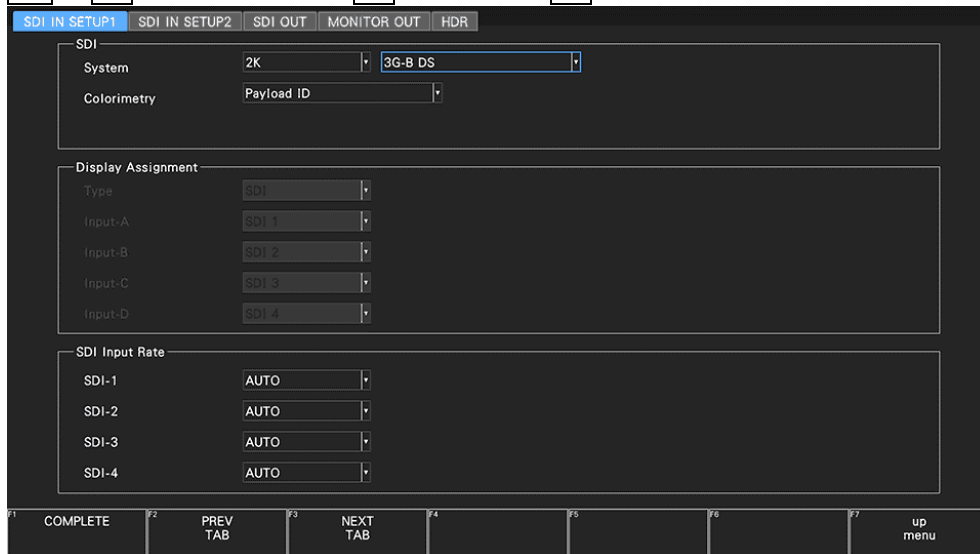 SDI IN SETUP1 SDI IN SETUP2 SDI OUT MONITOR OUT HDR
SDI
System 2K 3G-B DS
Colorimetry Payload ID
Display Assignment
Type SDI
Input-A SDI 1
Input-B SDI 2
Input-C SDI 3
Input-D SDI 4
SDI Input Rate
SDI-1 AUTO
SDI-2 AUTO
SDI-3 AUTO
SDI-4 AUTO
F1 COMPLETE F2 PREV F3 NEXT F4 F5 F6 F7 up
TAB TAB menu